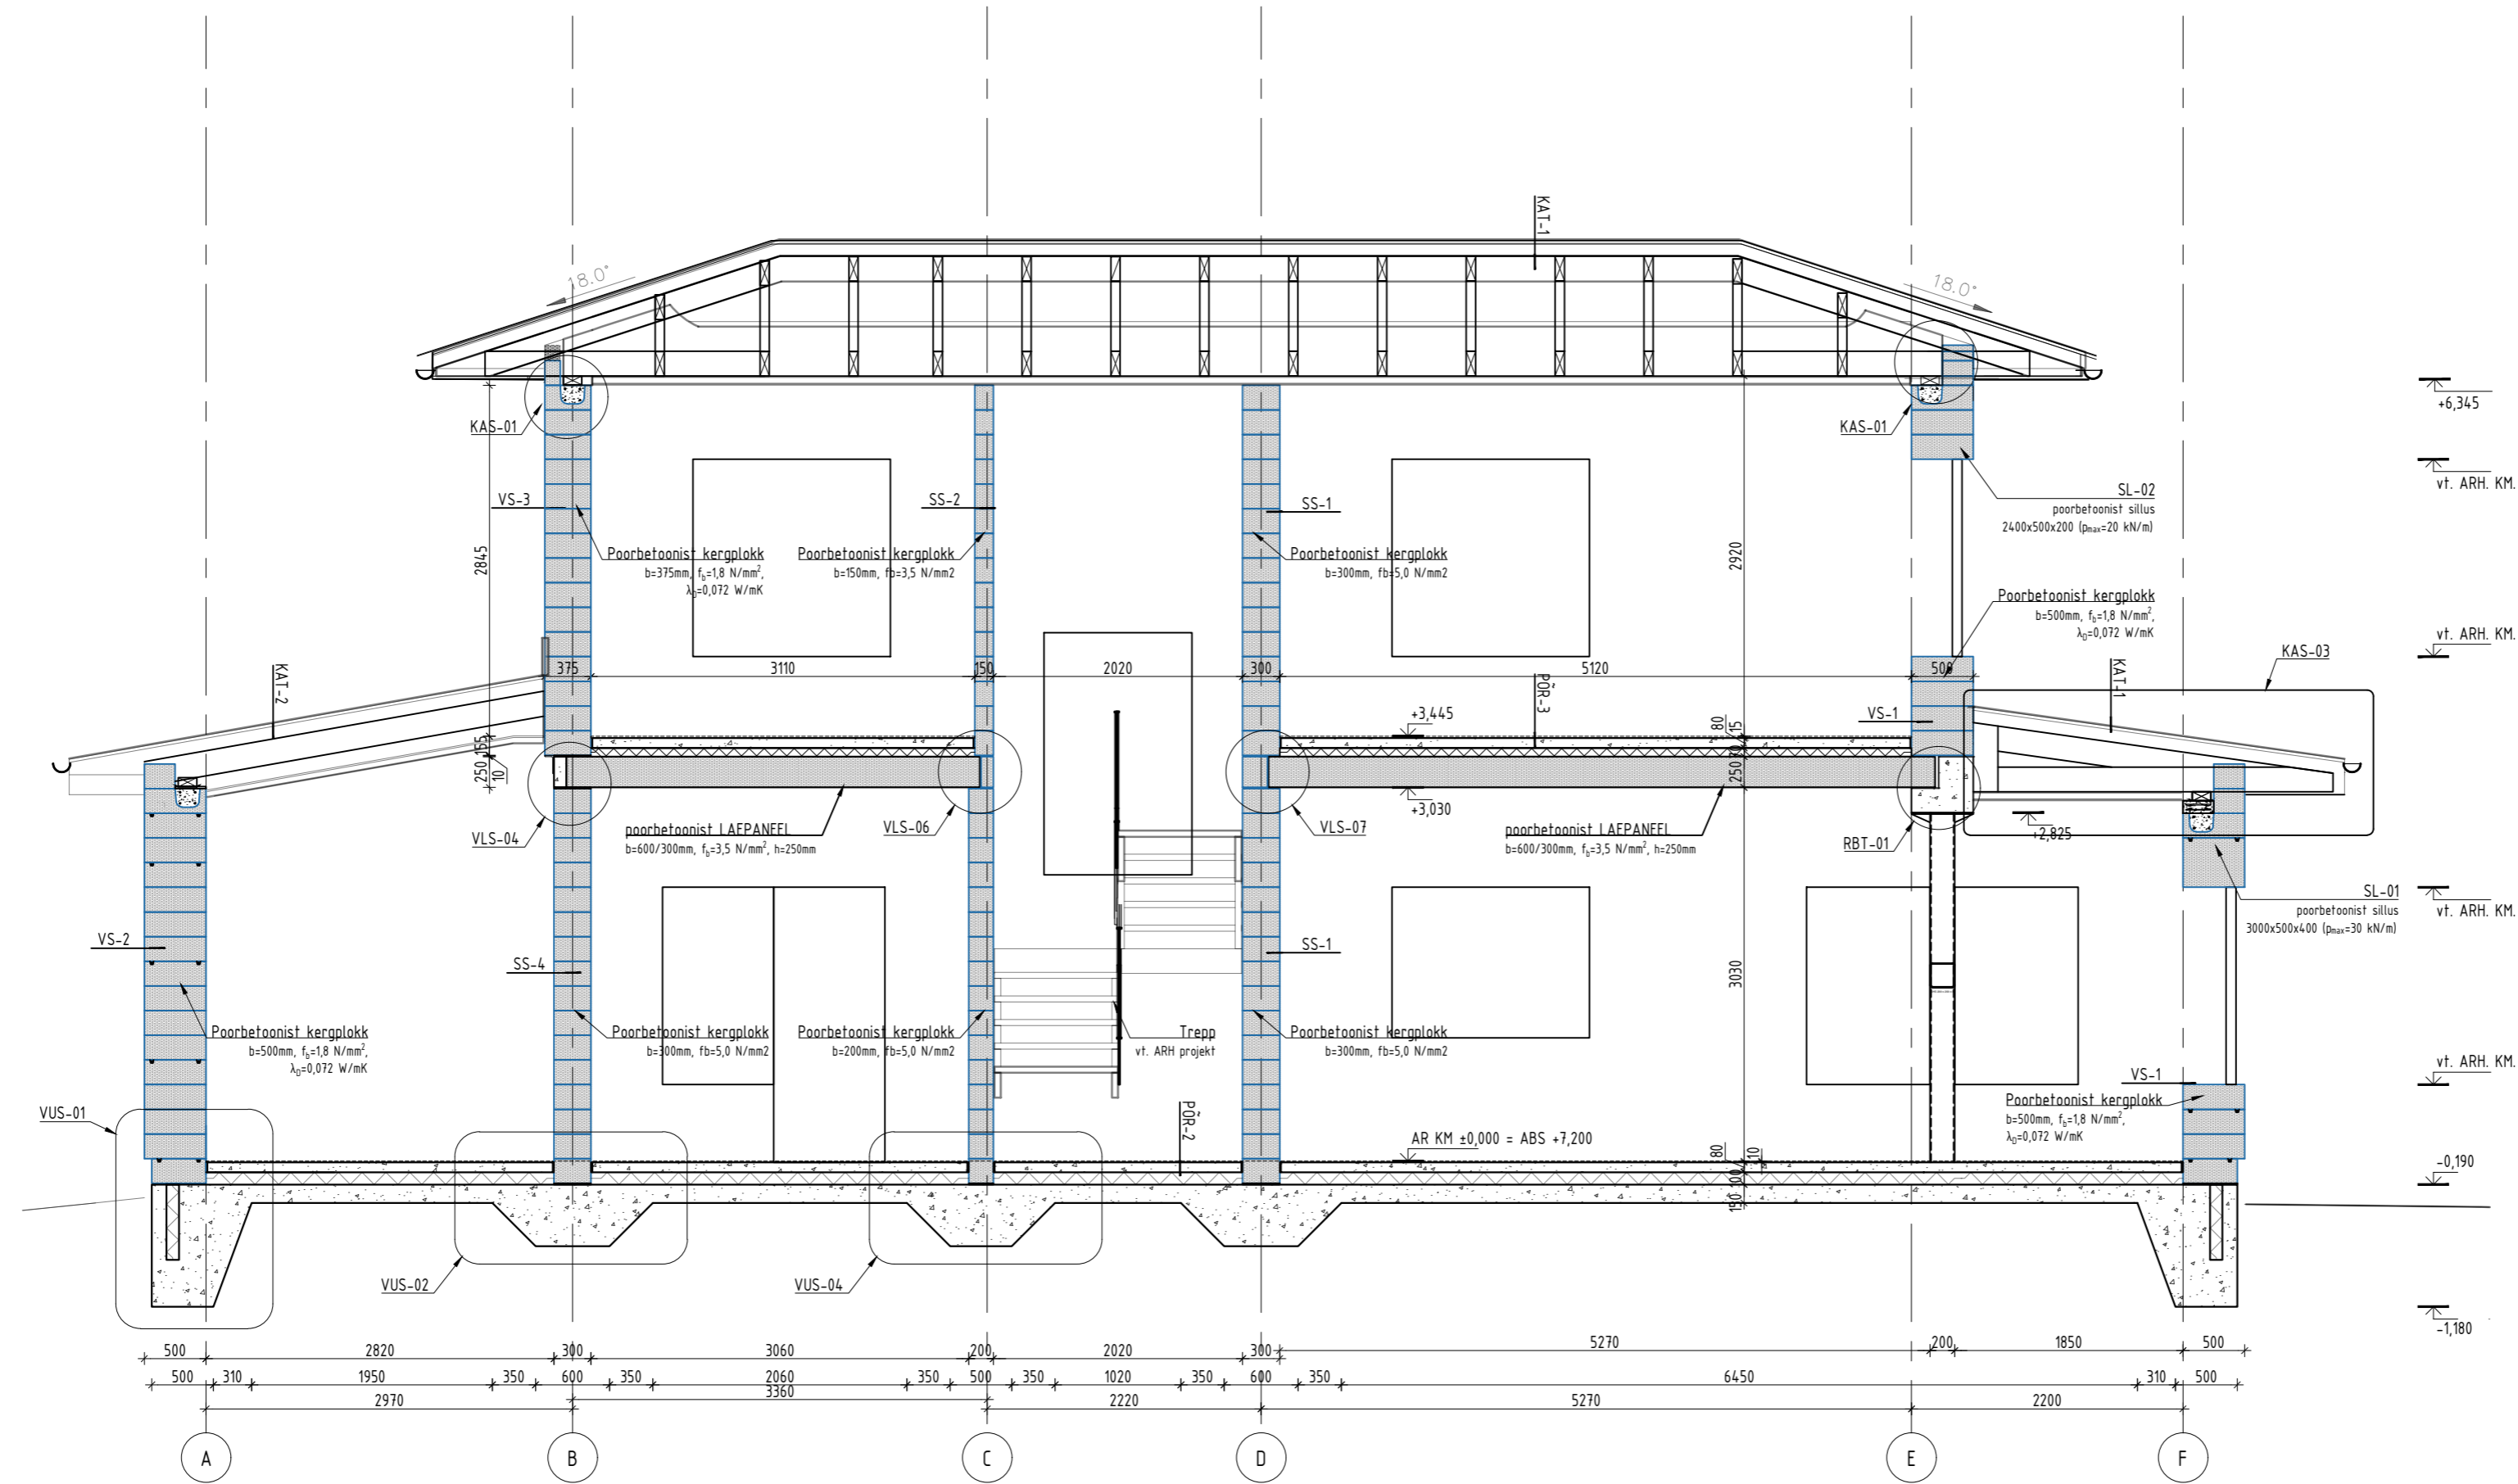 KAT-1
18.0°
18.0°
+6,345
KAS-01
KAS-01
vt. ARH. KM.
VS-3
SS-2
SS-1
SL-02
poorbetoonist sillus
2400x500x200 (pmax=20 kN/m)
2845
2920
Poorbetoonist kergplokk
b=375mm, fb=1,8 N/mm²,
λD=0,072 W/mK
Poorbetoonist kergplokk
b=150mm, fb=3,5 N/mm2
Poorbetoonist kergplokk
b=300mm, fb=5,0 N/mm2
Poorbetoonist kergplokk
b=500mm, fb=1,8 N/mm²,
λD=0,072 W/mK
vt. ARH. KM.
KAS-03
KAT-2
375
3110
150
2020
300
5120
500
KAT-1
PÕR-3
+3,445
80
15
VS-1
155
250
10
70
250
+3,030
VLS-04
poorbetoonist LAEPANEEL
b=600/300mm, fb=3,5 N/mm², h=250mm
VLS-06
VLS-07
poorbetoonist LAEPANEEL
b=600/300mm, fb=3,5 N/mm², h=250mm
RBT-01
+2,825
SL-01
poorbetoonist sillus
3000x500x400 (pmax=30 kN/m)
vt. ARH. KM.
VS-2
SS-4
SS-1
3030
Poorbetoonist kergplokk
b=500mm, fb=1,8 N/mm²,
λD=0,072 W/mK
Poorbetoonist kergplokk
b=300mm, fb=5,0 N/mm2
Poorbetoonist kergplokk
b=200mm, fb=5,0 N/mm2
Trepp
vt. ARH projekt
Poorbetoonist kergplokk
b=300mm, fb=5,0 N/mm2
vt. ARH. KM.
VS-1
Poorbetoonist kergplokk
b=500mm, fb=1,8 N/mm²,
λD=0,072 W/mK
VUS-01
PÕR-2
AR KM ±0,000 = ABS +7,200
80
10
100
150
-0,190
VUS-02
VUS-04
-1,180
500 2820 300 3060 200 2020 300 5270 200 1850 500
500 310 1950 350 600 350 2060 350 500 350 1020 350 600 350 6450 310 500
2970 3360 2220 5270 2200
A B C D E F